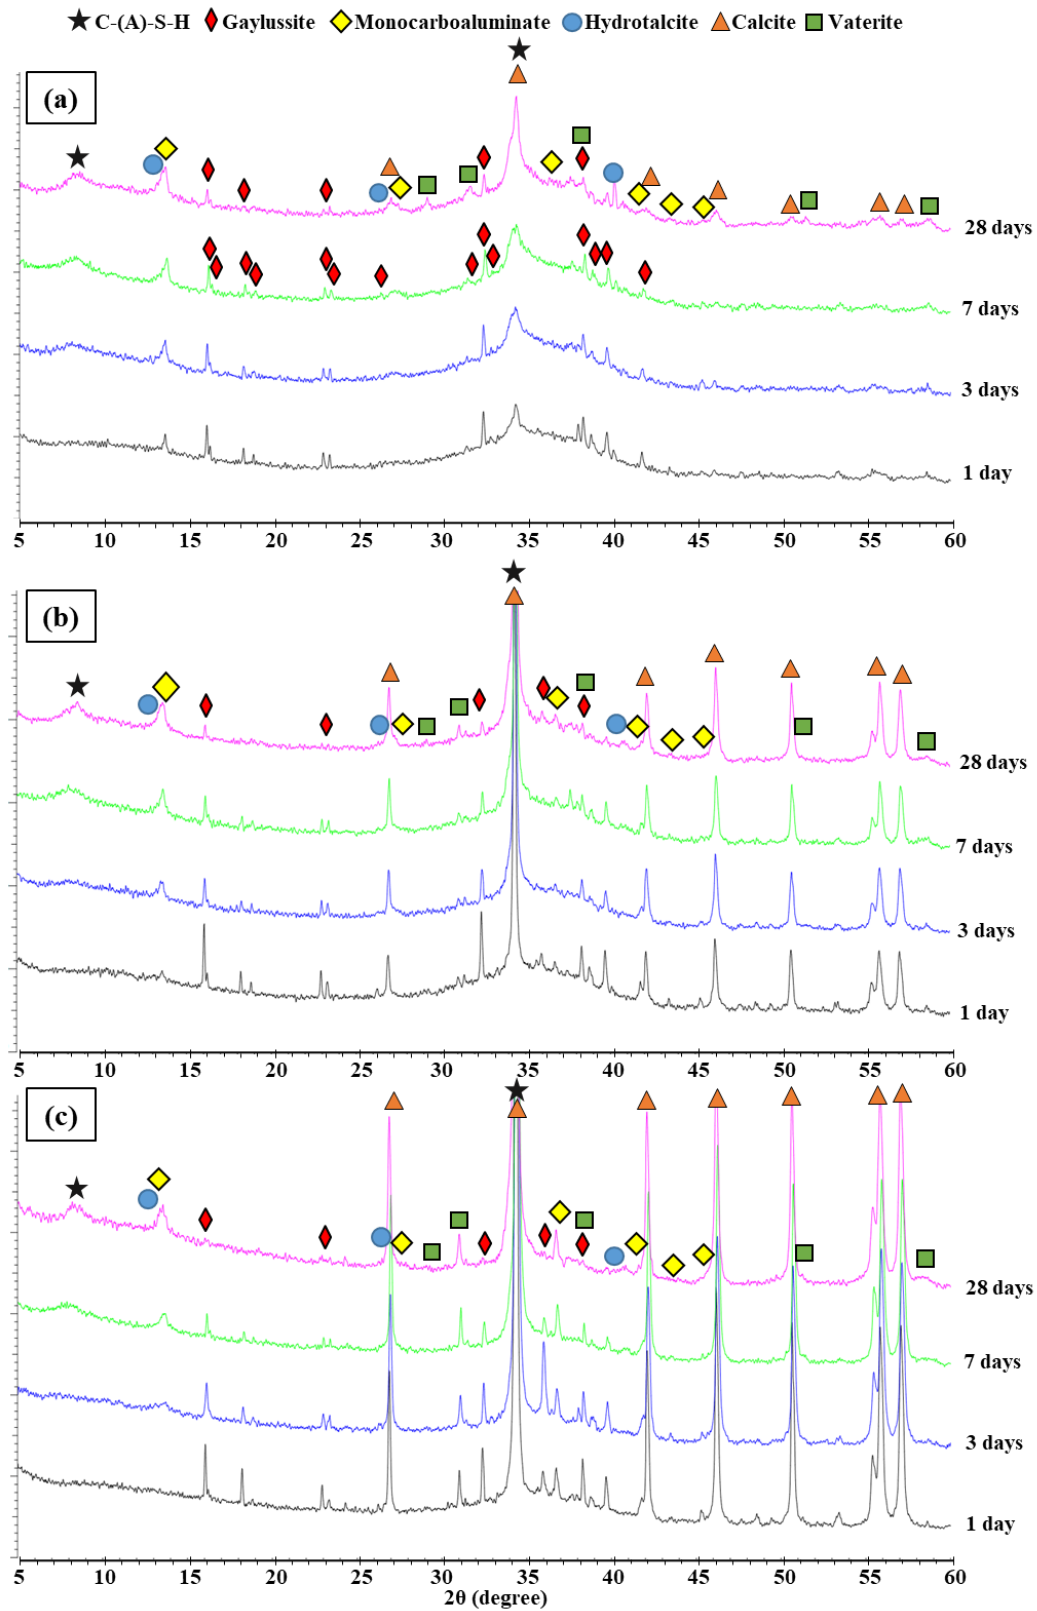 C-(A)-S-H Gaylussite Monocarboaluminate Hydrotalcite Calcite Vaterite
(a)
28 days
7 days
3 days
1 day
5 10 15 20 25 30 35 40 45 50 55 60
(b)
28 days
7 days
3 days
1 day
5 10 15 20 25 30 35 40 45 50 55 60
(c)
28 days
7 days
3 days
1 day
5 10 15 20 25 30 35 40 45 50 55 60
2θ (degree)